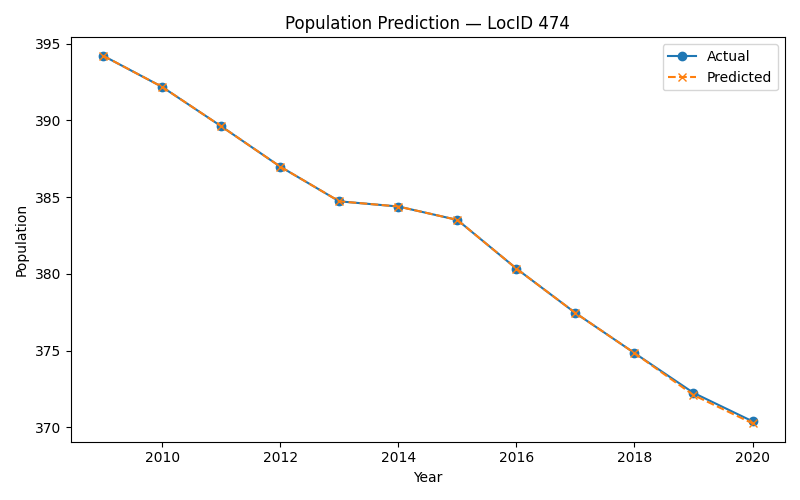 Population Prediction — LocID 474
Actual
Predicted
395
390
385
380
375
370
Population
2010
2012
2014
2016
2018
2020
Year